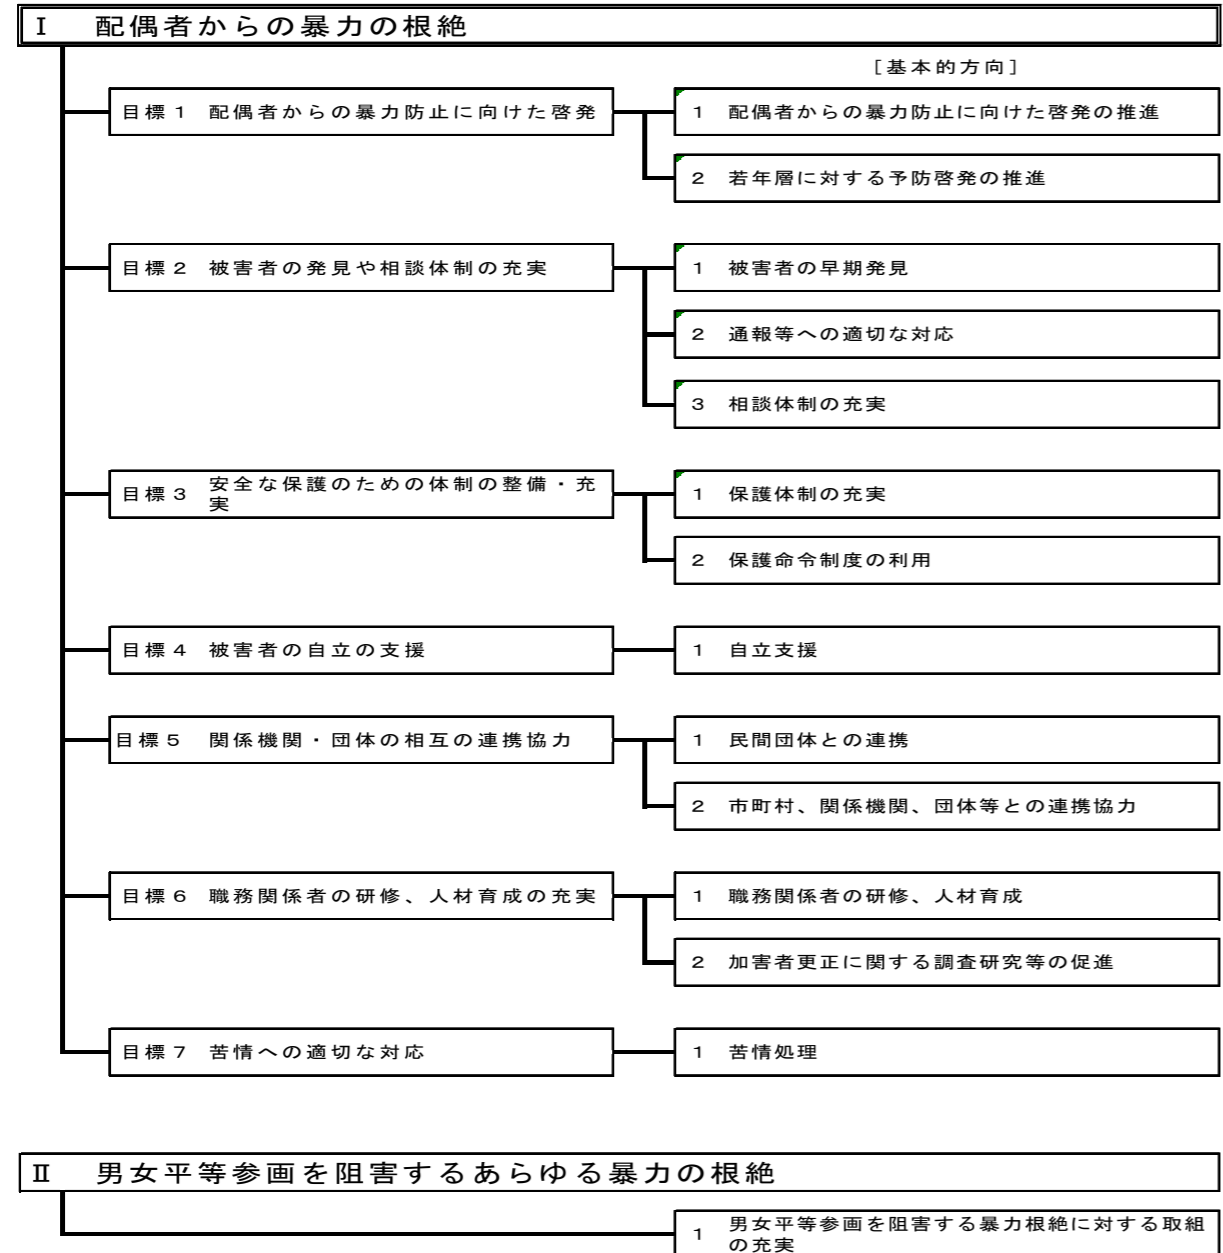 Ⅰ 配偶者からの暴力の根絶
[基本的方向]
目標１ 配偶者からの暴力防止に向けた啓発
1 配偶者からの暴力防止に向けた啓発の推進
2 若年層に対する予防啓発の推進
目標２ 被害者の発見や相談体制の充実
1 被害者の早期発見
2 通報等への適切な対応
3 相談体制の充実
目標３ 安全な保護のための体制の整備・充
実
1 保護体制の充実
2 保護命令制度の利用
目標４ 被害者の自立の支援
1 自立支援
目標５ 関係機関・団体の相互の連携協力
1 民間団体との連携
2 市町村、関係機関、団体等との連携協力
目標６ 職務関係者の研修、人材育成の充実
1 職務関係者の研修、人材育成
2 加害者更正に関する調査研究等の促進
目標７ 苦情への適切な対応
1 苦情処理
Ⅱ 男女平等参画を阻害するあらゆる暴力の根絶
1 男女平等参画を阻害する暴力根絶に対する取組
の充実